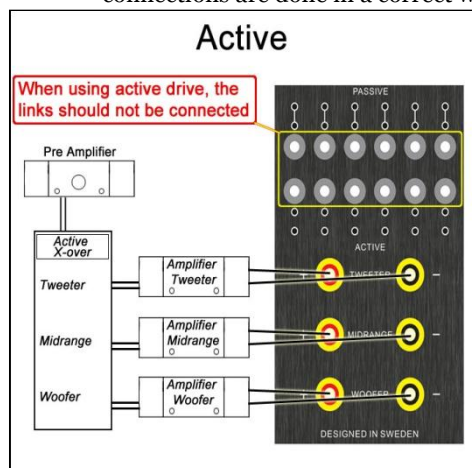 Active
When using active drive, the
links should not be connected
PASSIVE
Pre Amplifier
Active
X-over
ACTIVE
Tweeter
Amplifier
Tweeter
+ TWEETER −
Midrange
Amplifier
Midrange
+ MIDRANGE −
Woofer
Amplifier
Woofer
+ WOOFER −
DESIGNED IN SWEDEN